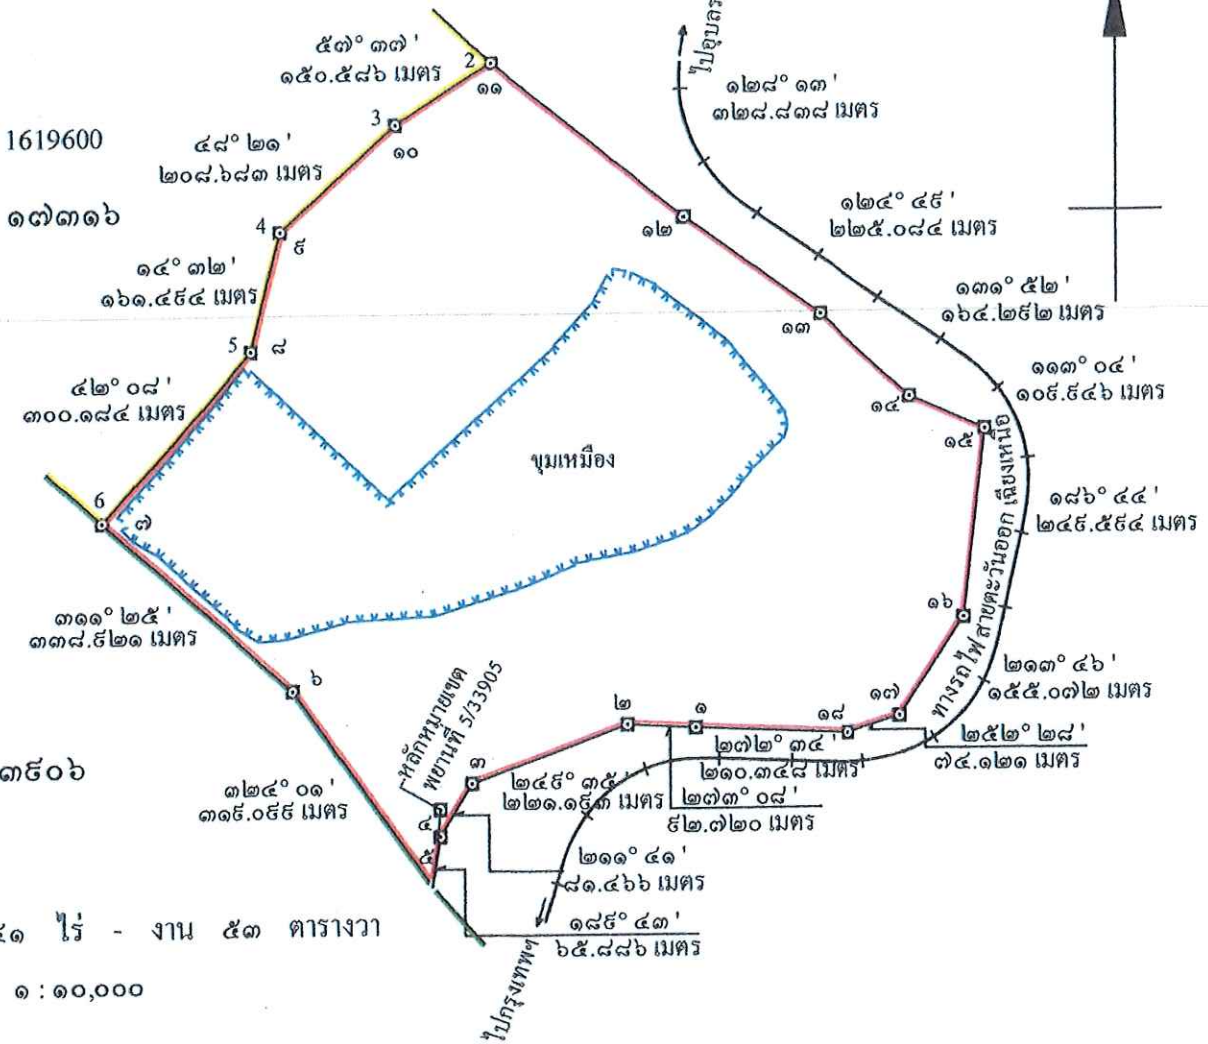 ๕๗° ๓๗'
๑๕๐.๕๘๖ เมตร
2
๑๑
ไปอุบลร
๑๒๘° ๑๓'
๓๒๘.๘๓๘ เมตร
1619600
๔๘° ๒๑'
๒๐๘.๖๘๓ เมตร
3
๑๐
๑๗๓๑๖
4
๙
๑๒
๑๒๔° ๔๙'
๒๒๕.๐๘๔ เมตร
๑๔° ๓๒'
๑๖๑.๔๙๔ เมตร
๑๓๑° ๕๒'
๑๖๔.๒๙๒ เมตร
๑๓
5
๘
๑๑๓° ๐๔'
๑๐๙.๙๔๖ เมตร
๔๒° ๐๘'
๓๐๐.๑๘๔ เมตร
๑๔
๑๕
ขุมเหมือง
ทางรถไฟ สายตะวันออก เฉียงเหนือ
6
๗
๑๘๖° ๔๔'
๒๔๙.๕๙๔ เมตร
๓๑๑° ๒๕'
๓๓๘.๙๒๑ เมตร
๑๖
๖
๒๑๓° ๔๖'
๑๕๕.๐๗๒ เมตร
หลักหมายเขต
พยานที่ 5/33905
๒
๑
๑๘
๑๗
๒๕๒° ๒๘'
๗๔.๑๒๑ เมตร
๒๗๒° ๓๔'
๒๑๐.๓๔๘ เมตร
๓๙๐๖
๓
๒๔๙° ๓๕'
๒๒๑.๑๙๓ เมตร
๒๗๓° ๐๘'
๙๒.๗๒๐ เมตร
๓๒๔° ๐๑'
๓๑๙.๐๙๙ เมตร
๔
๕
๒๑๑° ๔๑'
๘๑.๔๖๖ เมตร
๑๘๙° ๔๓'
๖๕.๘๘๖ เมตร
๔๑ ไร่ - งาน ๕๓ ตารางวา
ไปกรุงเทพฯ
๑ : ๑๐,๐๐๐